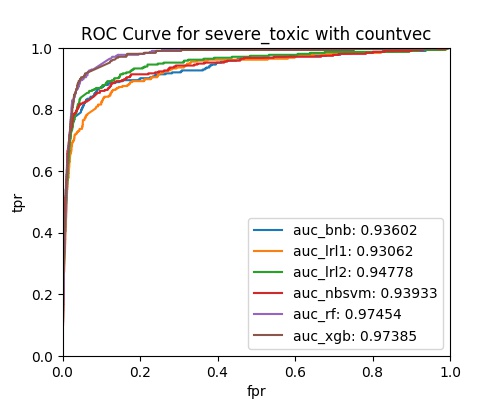 ROC Curve for severe_toxic with countvec
1.0
0.8
0.6
0.4
0.2
0.0
tpr
auc_bnb: 0.93602
auc_lrl1: 0.93062
auc_lrl2: 0.94778
auc_nbsvm: 0.93933
auc_rf: 0.97454
auc_xgb: 0.97385
0.0 0.2 0.4 0.6 0.8 1.0
fpr